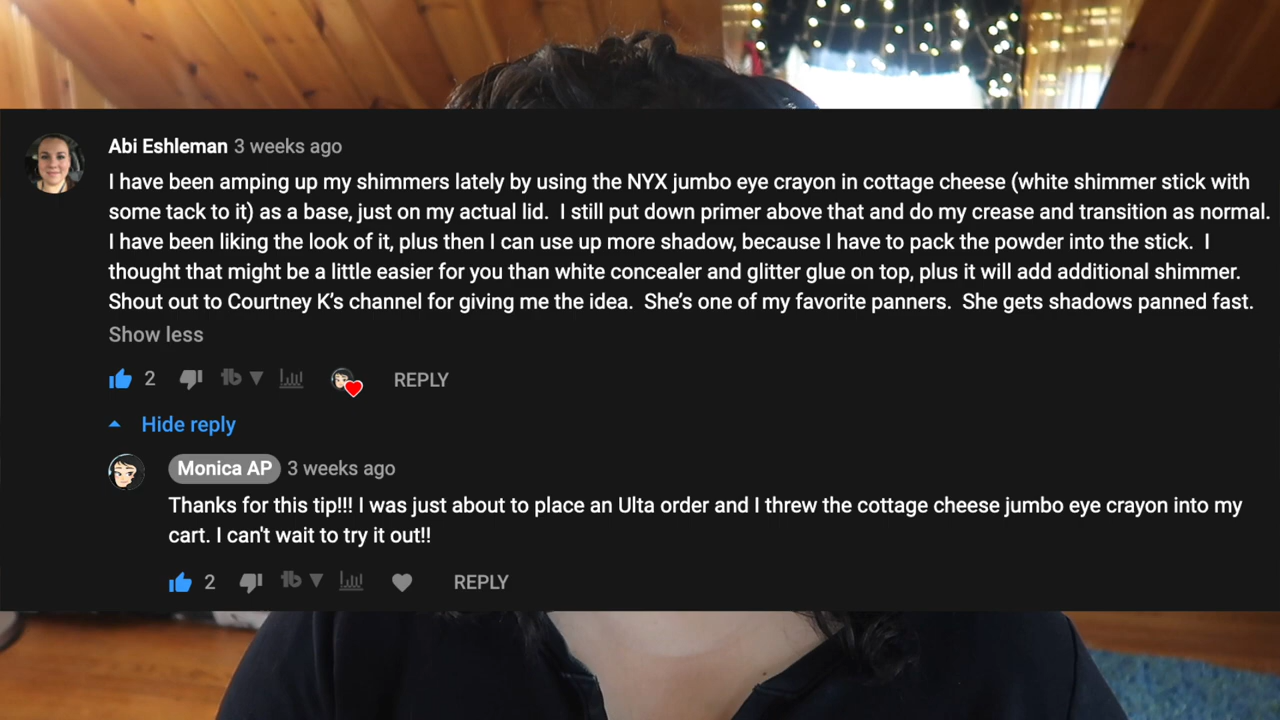 Abi Eshleman 3 weeks ago
I have been amping up my shimmers lately by using the NYX jumbo eye crayon in cottage cheese (white shimmer stick with
some tack to it) as a base, just on my actual lid.  I still put down primer above that and do my crease and transition as normal.
I have been liking the look of it, plus then I can use up more shadow, because I have to pack the powder into the stick.  I
thought that might be a little easier for you than white concealer and glitter glue on top, plus it will add additional shimmer.
Shout out to Courtney K's channel for giving me the idea.  She's one of my favorite panners.  She gets shadows panned fast.
Show less
2 tb REPLY
Hide reply
Monica AP 3 weeks ago
Thanks for this tip!!! I was just about to place an Ulta order and I threw the cottage cheese jumbo eye crayon into my
cart. I can't wait to try it out!!
2 tb REPLY